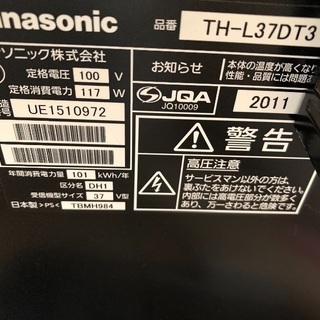 anasonic
品番 TH-L37DT3
ソニック株式会社
定格電圧 100 V
定格消費電力 117 W
号 UE1510972
年間消費電力量 101 kWh/年
区分名 DH1
受信機型サイズ 37 V型
日本製 >PS< TBMH984
お知らせ
本体の温度が高くな
性能・品質には問題
JQA
JQ10009
2011
警告
高圧注意
サービスマン以外の方は、
裏ぶたをあけないでください。
内部には高電圧部分が数多く
あり、万一さわると危険です。